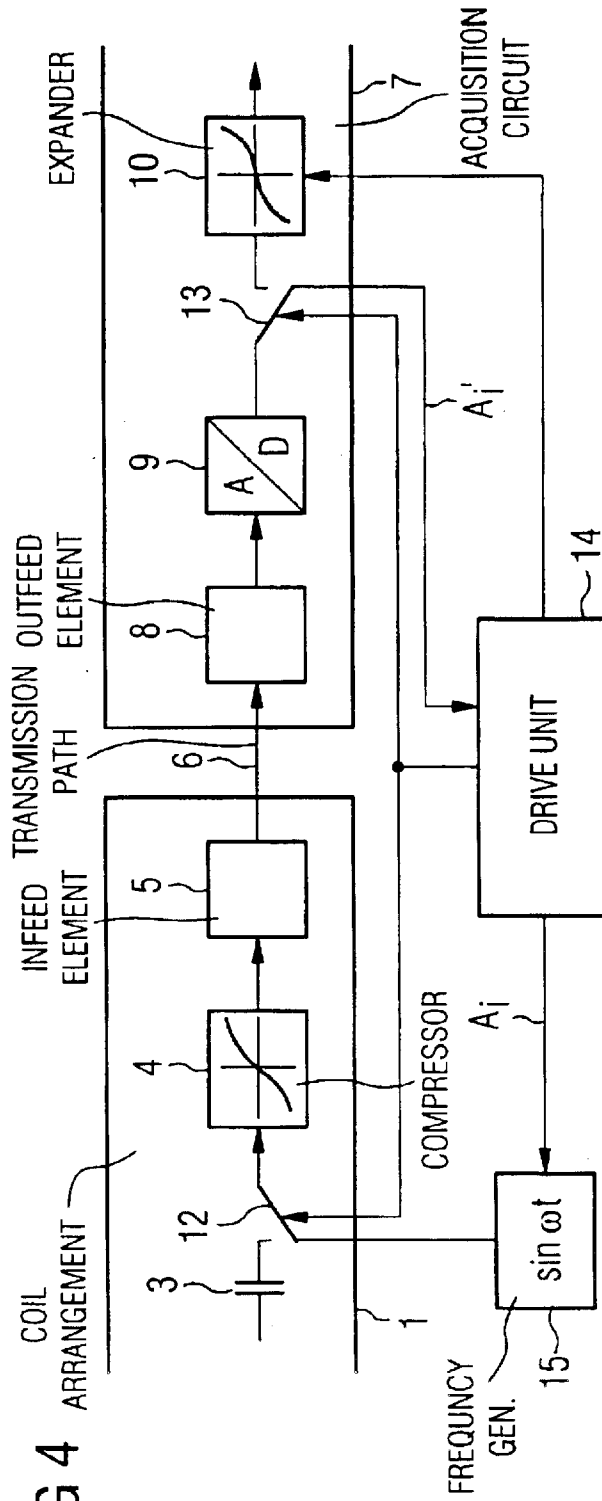 G 4
COIL
ARRANGEMENT
INFEED
ELEMENT
TRANSMISSION
PATH
OUTFEED
ELEMENT
EXPANDER
3
12
4
5
6
8
9
A
D
13
10
7
1
COMPRESSOR
ACQUISITION
CIRCUIT
Ai
Ai'
FREQUNCY
GEN.
15
sin ωt
DRIVE UNIT
14